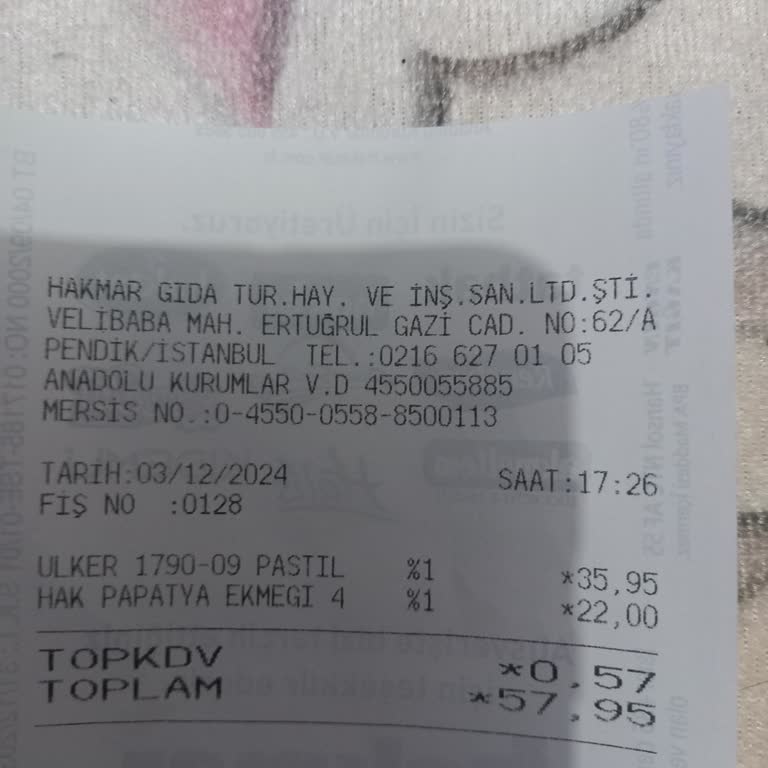 HAKMAR GIDA TUR.HAY. VE İNŞ.SAN.LTD.ŞTİ.
VELİBABA MAH. ERTUĞRUL GAZİ CAD. NO:62/A
PENDİK/İSTANBUL TEL.:0216 627 01 05
ANADOLU KURUMLAR V.D 4550055885
MERSİS NO.:0-4550-0558-8500113
TARİH:03/12/2024 SAAT:17:26
FİŞ NO :0128
ULKER 1790-09 PASTIL %1 *35,95
HAK PAPATYA EKMEGI 4 %1 *22,00
TOPKDV *0,57
TOPLAM *57,95